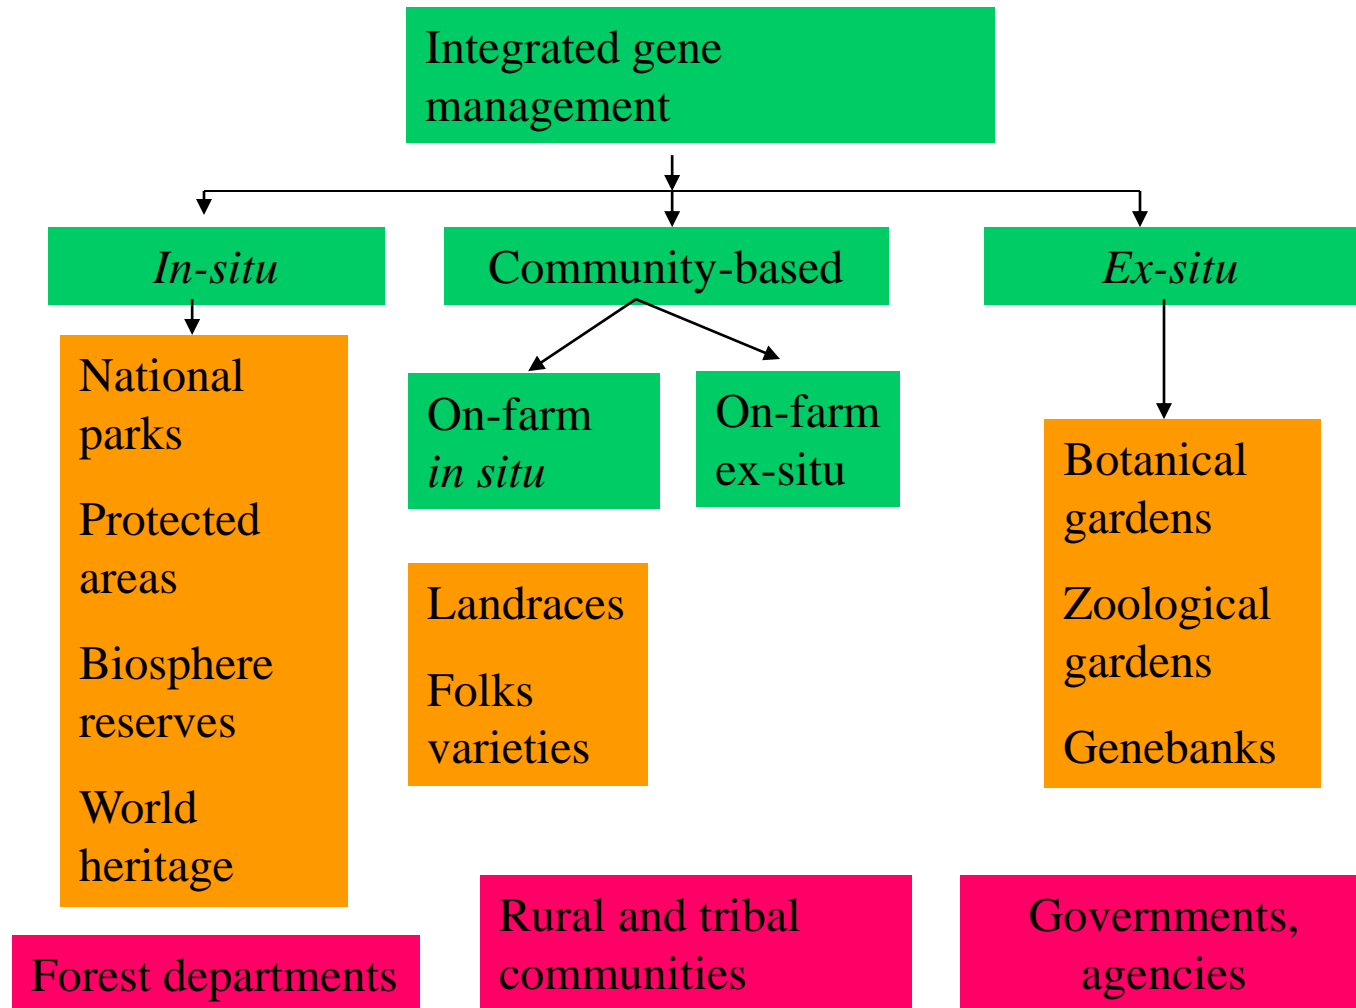 Integrated gene
management
In-situ
Community-based
Ex-situ
National
parks
Protected
areas
Biosphere
reserves
World
heritage
On-farm
in situ
On-farm
ex-situ
Landraces
Folks
varieties
Botanical
gardens
Zoological
gardens
Genebanks
Forest departments
Rural and tribal
communities
Governments,
agencies